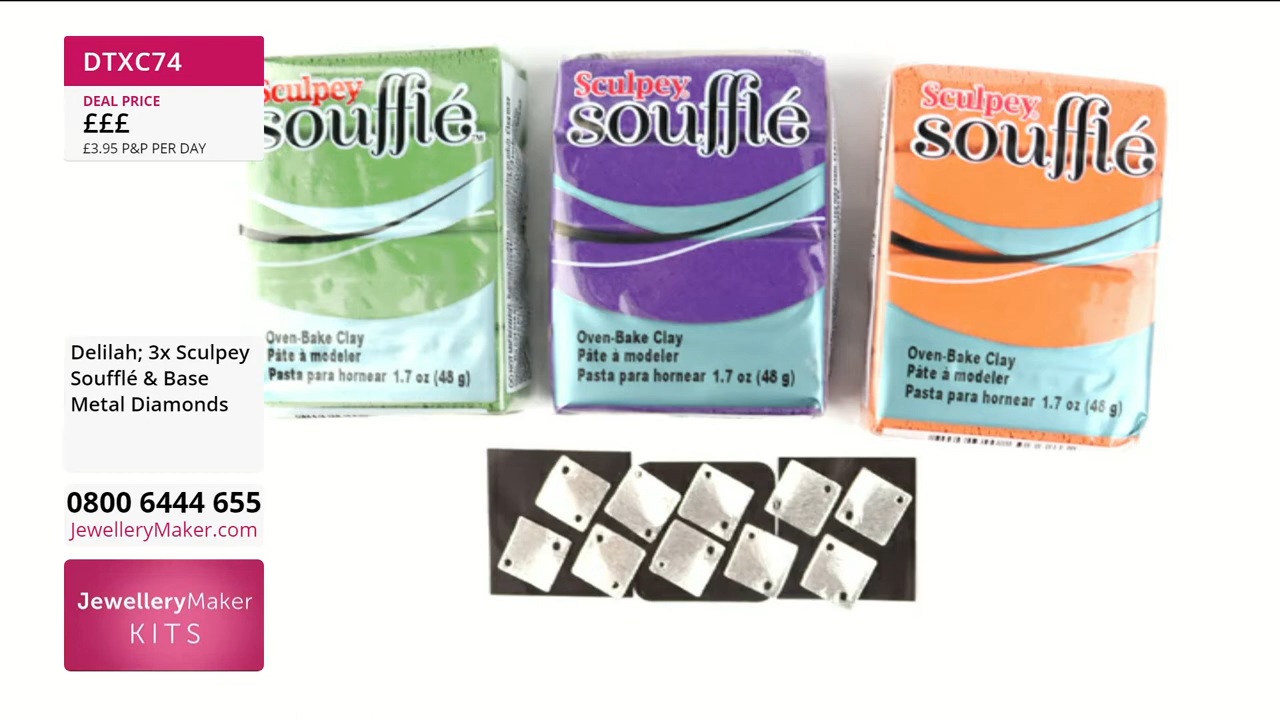 DTXC74
DEAL PRICE
£££
£3.95 P&P PER DAY
Delilah; 3x Sculpey
Soufflé & Base
Metal Diamonds
0800 6444 655
JewelleryMaker.com
JewelleryMaker
KITS
Sculpey
soufflé™
Oven-Bake Clay
Pâte à modeler
Pasta para hornear 1.7 oz (48 g)
Sculpey
soufflé
Oven-Bake Clay
Pâte à modeler
Pasta para hornear 1.7 oz (48 g)
Sculpey
soufflé
Oven-Bake Clay
Pâte à modeler
Pasta para hornear 1.7 oz (48 g)